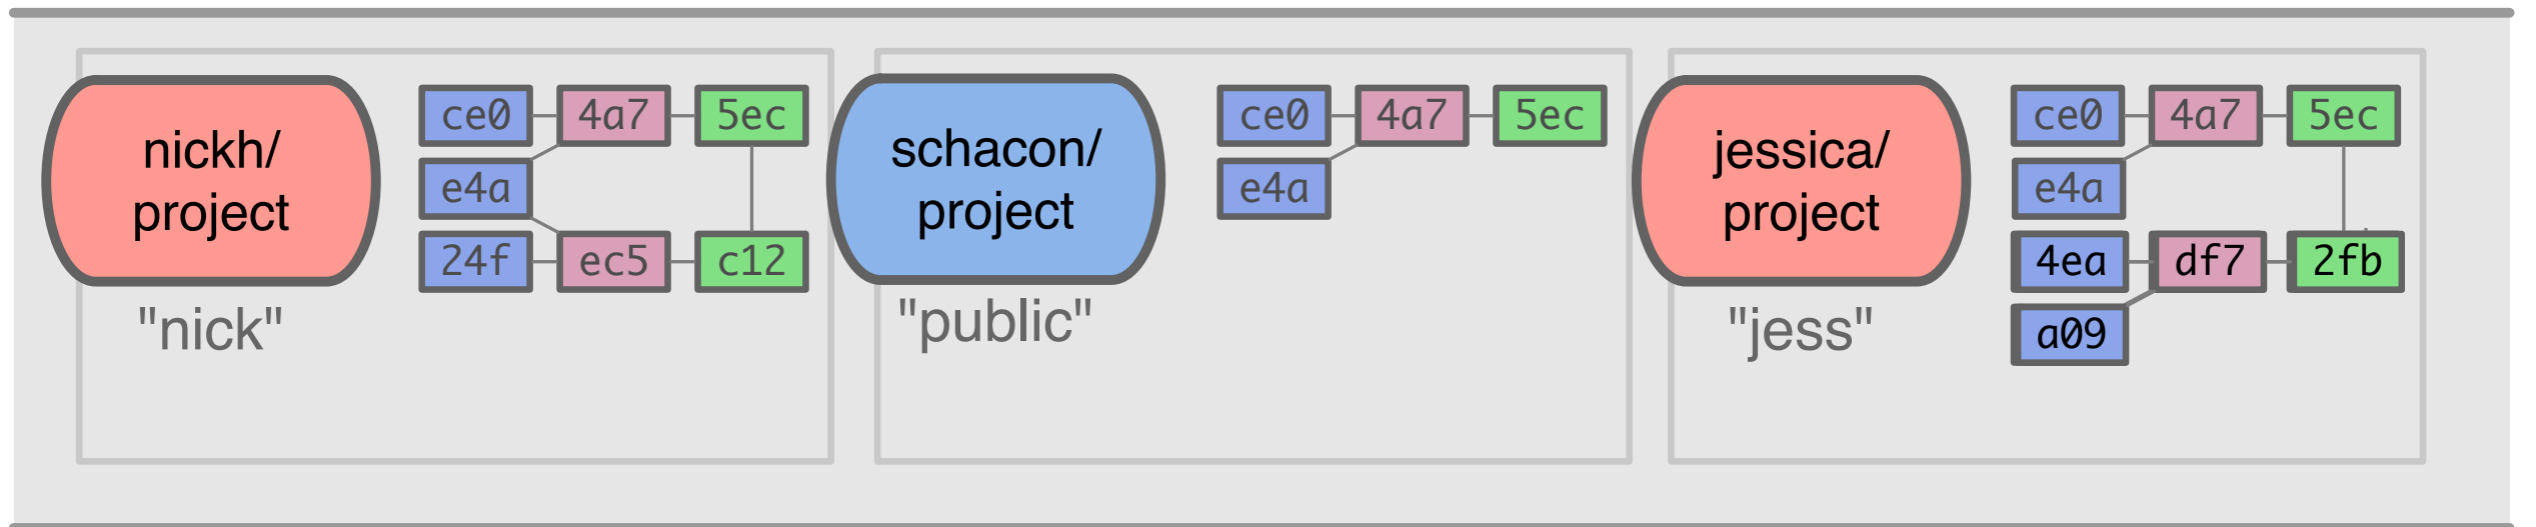 nickh/
project
"nick"
ce0 4a7 5ec
e4a
24f ec5 c12
schacon/
project
"public"
ce0 4a7 5ec
e4a
jessica/
project
"jess"
ce0 4a7 5ec
e4a
4ea df7 2fb
a09